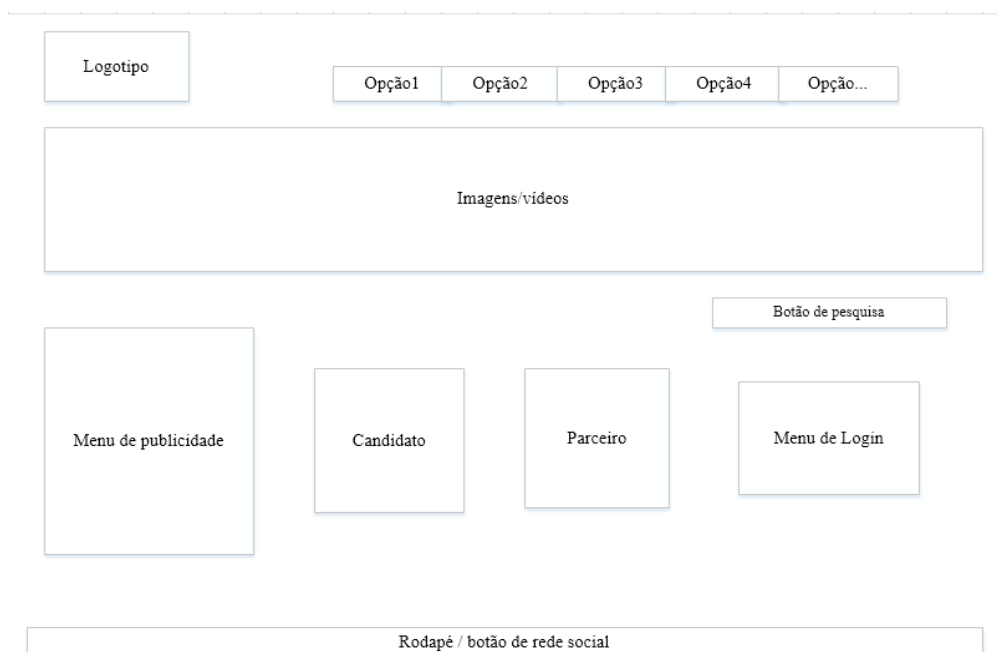 Logotipo
Opção1
Opção2
Opção3
Opção4
Opção...
Imagens/vídeos
Botão de pesquisa
Menu de publicidade
Candidato
Parceiro
Menu de Login
Rodapé / botão de rede social